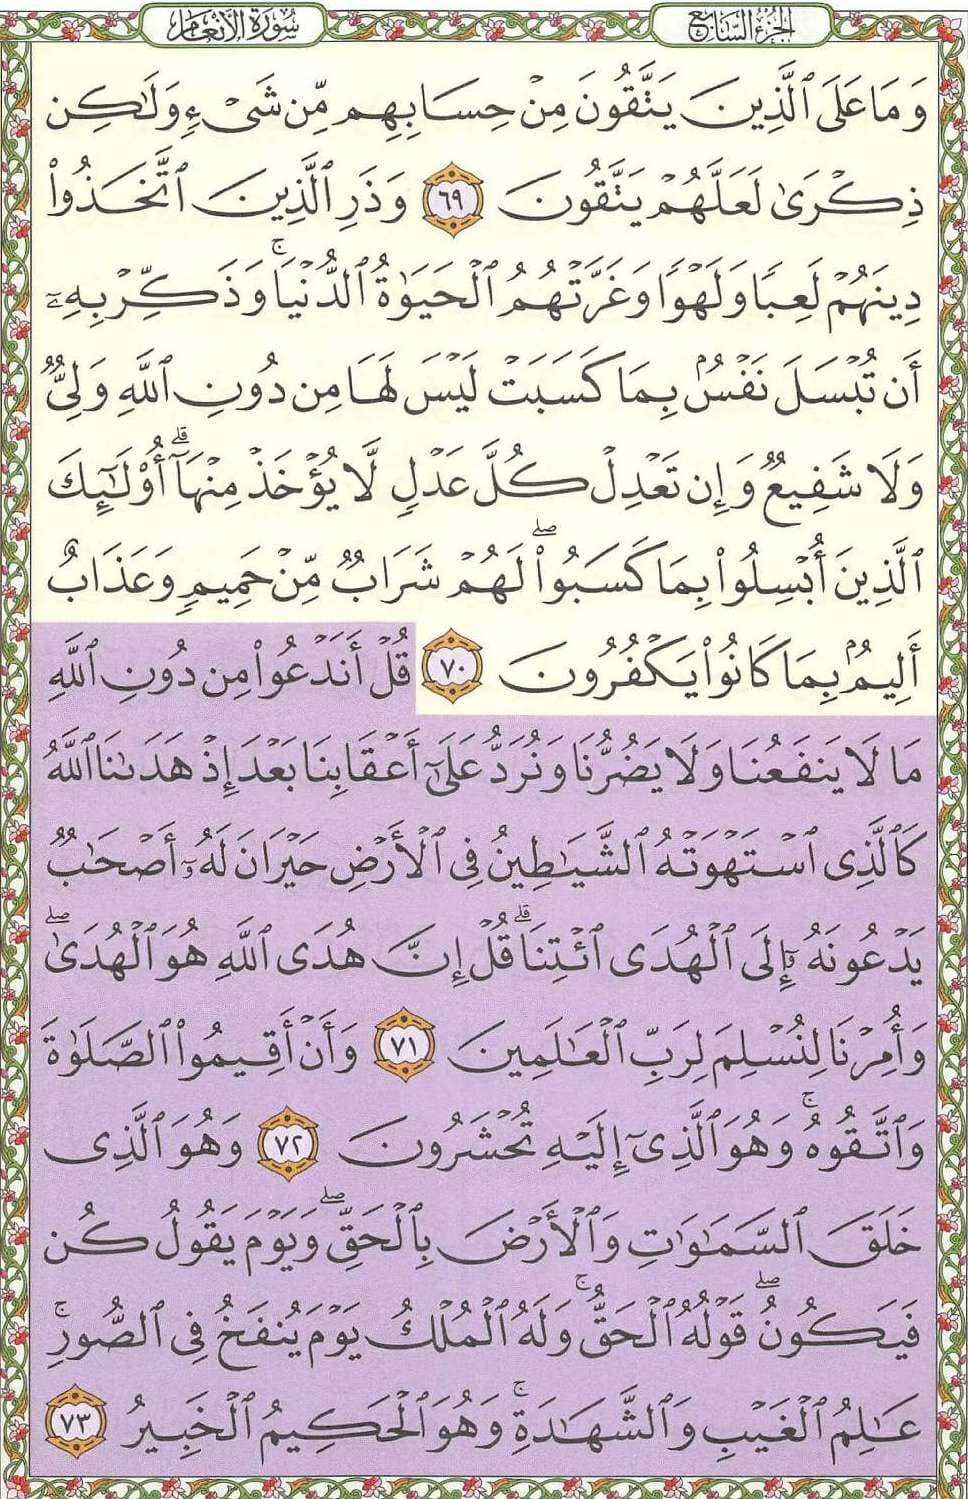 الجزء السابع
سورة الأنعام
وَمَا عَلَى ٱلَّذِينَ يَتَّقُونَ مِنْ حِسَابِهِم مِّن شَىْءٍ وَلَٰكِن
ذِكْرَىٰ لَعَلَّهُمْ يَتَّقُونَ ٦٩ وَذَرِ ٱلَّذِينَ ٱتَّخَذُوا۟
دِينَهُمْ لَعِبًا وَلَهْوًا وَغَرَّتْهُمُ ٱلْحَيَوٰةُ ٱلدُّنْيَا ۚ وَذَكِّرْ بِهِۦٓ
أَن تُبْسَلَ نَفْسٌۢ بِمَا كَسَبَتْ لَيْسَ لَهَا مِن دُونِ ٱللَّهِ وَلِىٌّ
وَلَا شَفِيعٌ وَإِن تَعْدِلْ كُلَّ عَدْلٍ لَّا يُؤْخَذْ مِنْهَآ ۗ أُو۟لَٰٓئِكَ
ٱلَّذِينَ أُبْسِلُوا۟ بِمَا كَسَبُوا۟ ۖ لَهُمْ شَرَابٌ مِّنْ حَمِيمٍ وَعَذَابٌ
أَلِيمٌۢ بِمَا كَانُوا۟ يَكْفُرُونَ ٧٠ قُلْ أَنَدْعُوا۟ مِن دُونِ ٱللَّهِ
مَا لَا يَنفَعُنَا وَلَا يَضُرُّنَا وَنُرَدُّ عَلَىٰٓ أَعْقَابِنَا بَعْدَ إِذْ هَدَىٰنَا ٱللَّهُ
كَٱلَّذِى ٱسْتَهْوَتْهُ ٱلشَّيَٰطِينُ فِى ٱلْأَرْضِ حَيْرَانَ لَهُۥٓ أَصْحَٰبٌ
يَدْعُونَهُۥٓ إِلَى ٱلْهُدَى ٱئْتِنَا ۗ قُلْ إِنَّ هُدَى ٱللَّهِ هُوَ ٱلْهُدَىٰ ۖ
وَأُمِرْنَا لِنُسْلِمَ لِرَبِّ ٱلْعَٰلَمِينَ ٧١ وَأَنْ أَقِيمُوا۟ ٱلصَّلَوٰةَ
وَٱتَّقُوهُ ۚ وَهُوَ ٱلَّذِىٓ إِلَيْهِ تُحْشَرُونَ ٧٢ وَهُوَ ٱلَّذِى
خَلَقَ ٱلسَّمَٰوَٰتِ وَٱلْأَرْضَ بِٱلْحَقِّ ۖ وَيَوْمَ يَقُولُ كُن
فَيَكُونُ ۖ قَوْلُهُ ٱلْحَقُّ ۚ وَلَهُ ٱلْمُلْكُ يَوْمَ يُنفَخُ فِى ٱلصُّورِ ۚ
عَٰلِمُ ٱلْغَيْبِ وَٱلشَّهَٰدَةِ ۚ وَهُوَ ٱلْحَكِيمُ ٱلْخَبِيرُ ٧٣